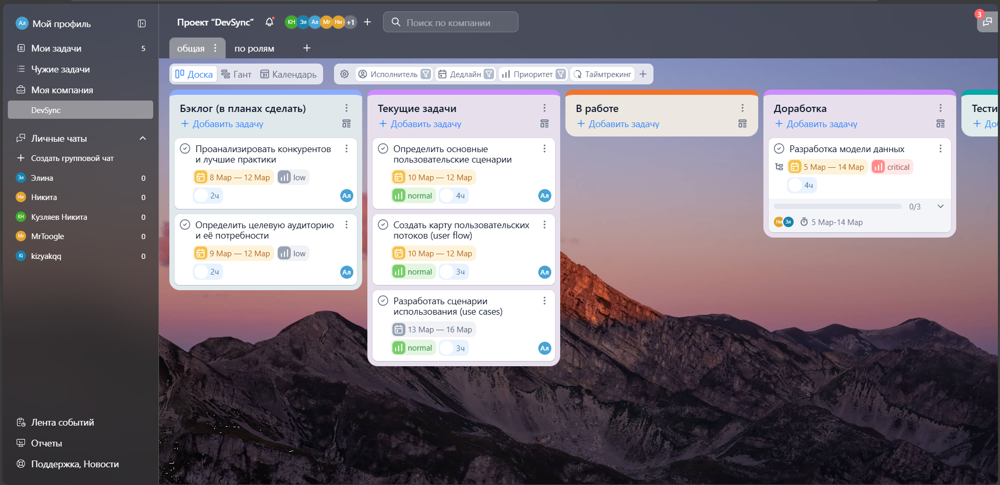 Ал Мой профиль
Мои задачи 5
Чужие задачи
Моя компания
DevSync
Личные чаты
Создать групповой чат
Эл Элина 0
Ни Никита 0
КН Кузляев Никита 0
Mr MrToogle 0
Ki kizyakqq 0
Лента событий
Отчеты
Поддержка, Новости
Проект “DevSync”
КН Эл Ал Mr Ни +1
Поиск по компании
3
общая
по ролям
Доска
Гант
31 Календарь
Исполнитель
Дедлайн
Приоритет
Таймтрекинг
Бэклог (в планах сделать)
Добавить задачу
Проанализировать конкурентов
и лучшие практики
8 Мар — 12 Мар low
2ч Ал
Определить целевую аудиторию
и её потребности
9 Мар — 12 Мар low
2ч Ал
Текущие задачи
Добавить задачу
Определить основные
пользовательские сценарии
10 Мар — 12 Мар
normal 4ч Ал
Создать карту пользовательских
потоков (user flow)
10 Мар — 12 Мар
normal 3ч Ал
Разработать сценарии
использования (use cases)
13 Мар — 16 Мар
normal 3ч Ал
В работе
Добавить задачу
Доработка
Добавить задачу
Разработка модели данных
5 Мар — 14 Мар critical
4ч
0/3
Ни Эл 5 Мар-14 Мар
Тести
До